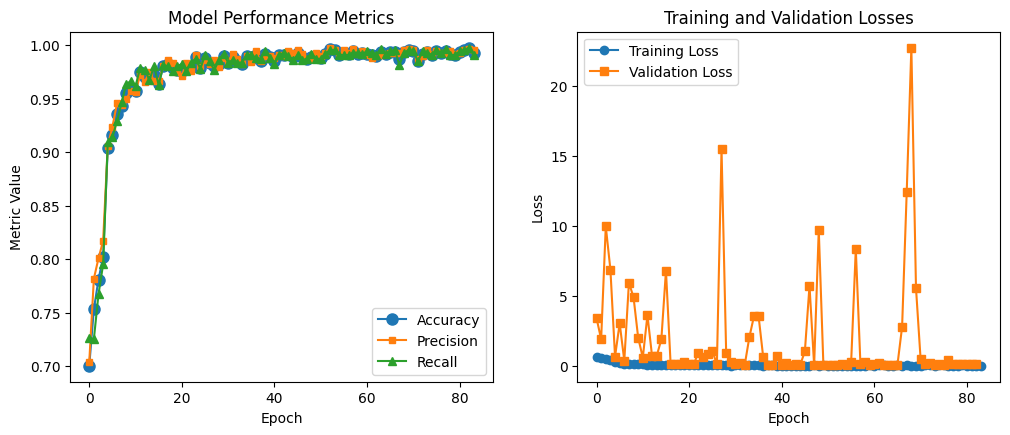 Model Performance Metrics
Metric Value
1.00
0.95
0.90
0.85
0.80
0.75
0.70
Accuracy
Precision
Recall
0
20
40
60
80
Epoch
Training and Validation Losses
Loss
Training Loss
Validation Loss
20
15
10
5
0
0
20
40
60
80
Epoch